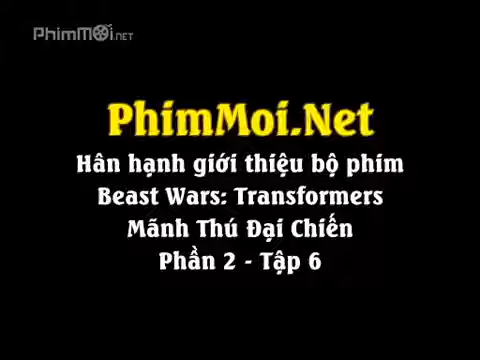 PhimMoi.NET
PhimMoi.Net
Hân hạnh giới thiệu bộ phim
Beast Wars: Transformers
Mãnh Thú Đại Chiến
Phần 2 - Tập 6